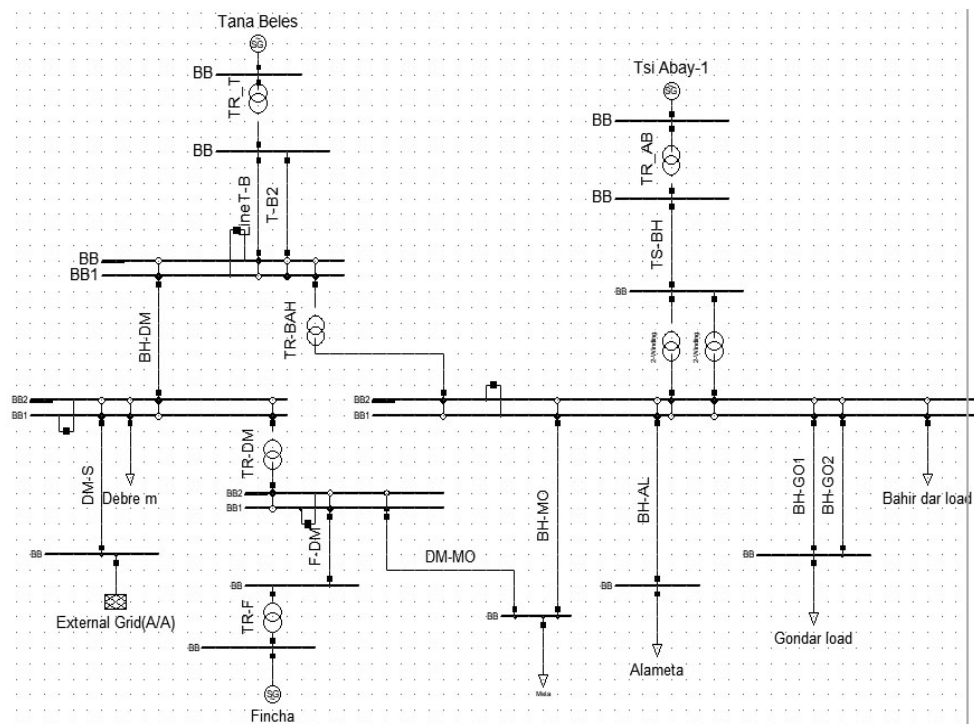 Tana Beles
SG
BB
TR_T
BB
LineT-B
T-B2
BB
BB1
BH-DM
TR-BAH
Tsi Abay-1
SG
BB
TR_AB
BB
TS-BH
BB
2-Winding
2-Winding
BB2
BB1
BB2
BB1
DM-S
Debre m
TR-DM
BB2
BB1
F-DM
DM-MO
BH-MO
BH-AL
BH-GO1
BH-GO2
Bahir dar load
BB
External Grid(A/A)
BB
TR-F
BB
SG
Fincha
BB
BB
Alameta
BB
Gondar load